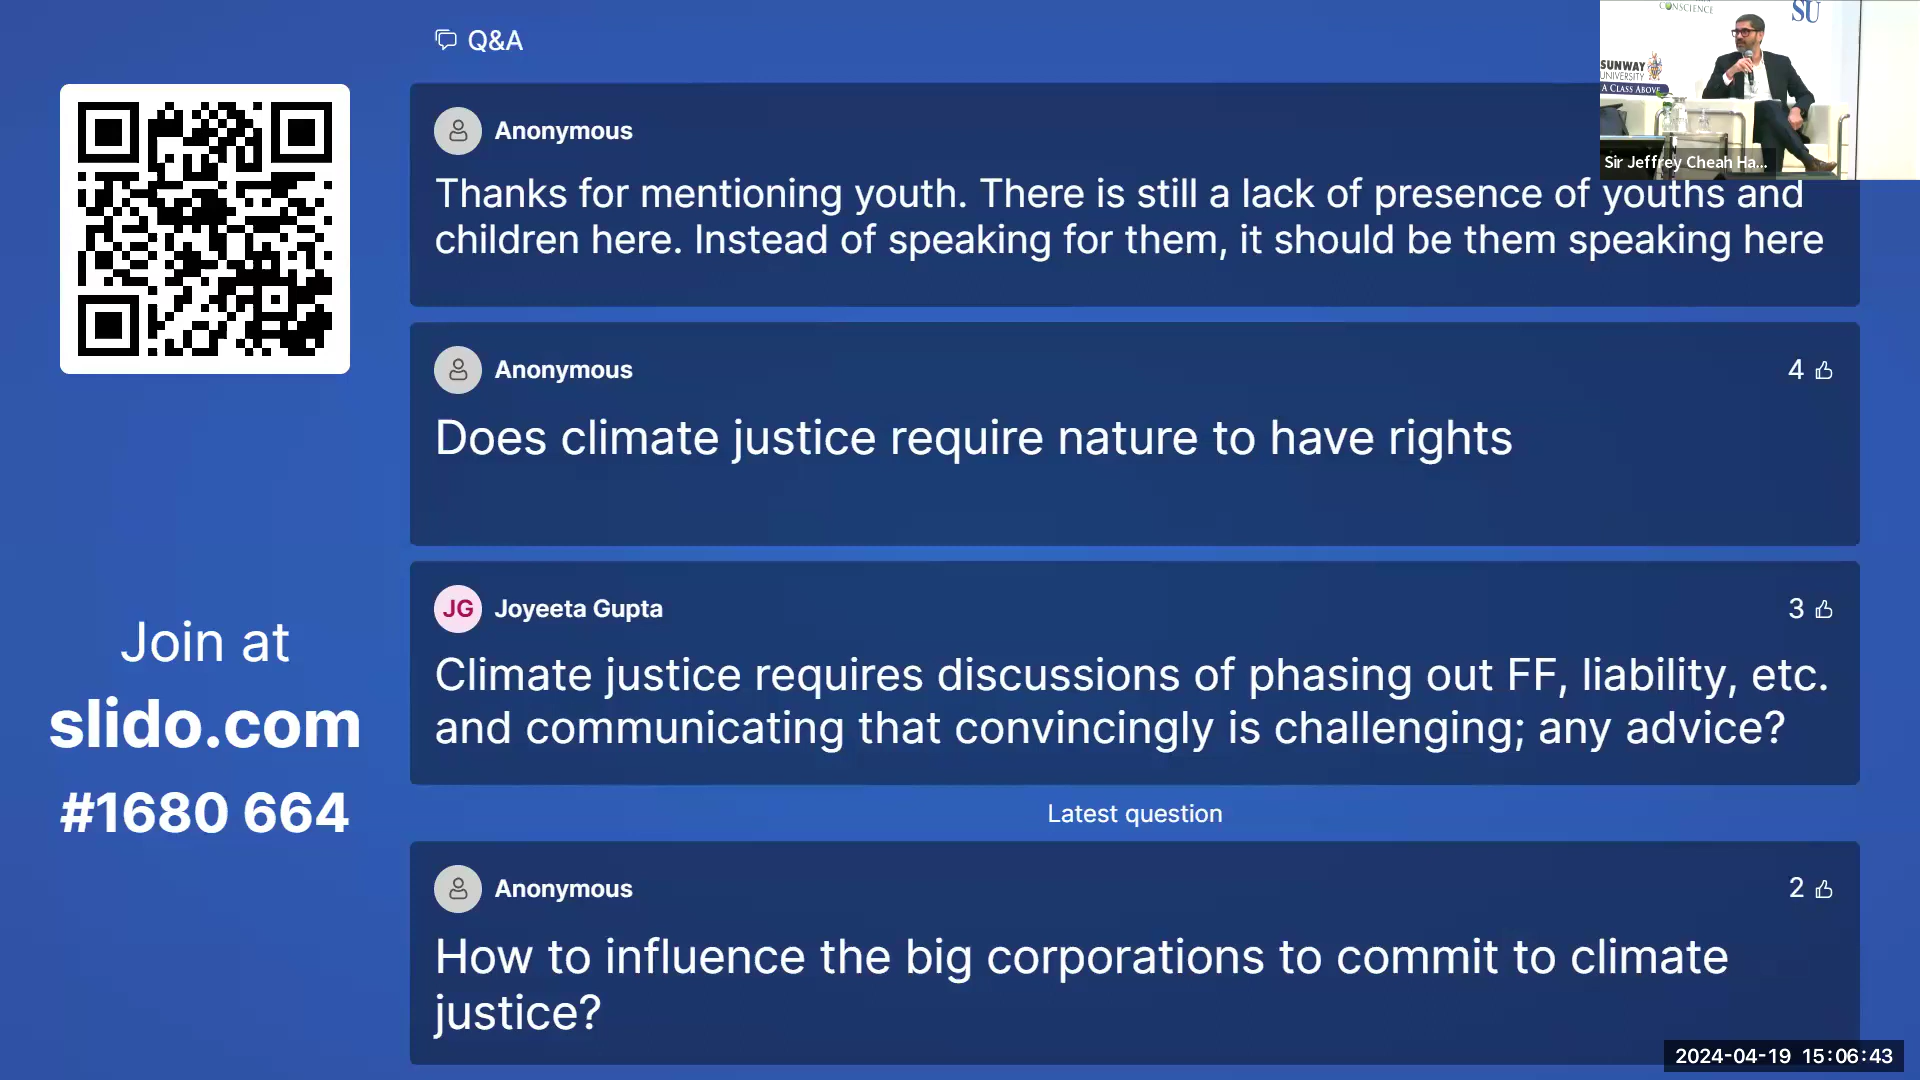 Q&A
CONSCIENCE
SU
SUNWAY
UNIVERSITY
A CLASS ABOVE
Sir Jeffrey Cheah Ha...
Anonymous
Thanks for mentioning youth. There is still a lack of presence of youths and
children here. Instead of speaking for them, it should be them speaking here
Anonymous
4
Does climate justice require nature to have rights
JG Joyeeta Gupta
3
Climate justice requires discussions of phasing out FF, liability, etc.
and communicating that convincingly is challenging; any advice?
Join at
slido.com
#1680 664
Latest question
Anonymous
2
How to influence the big corporations to commit to climate
justice?
2024-04-19 15:06:43